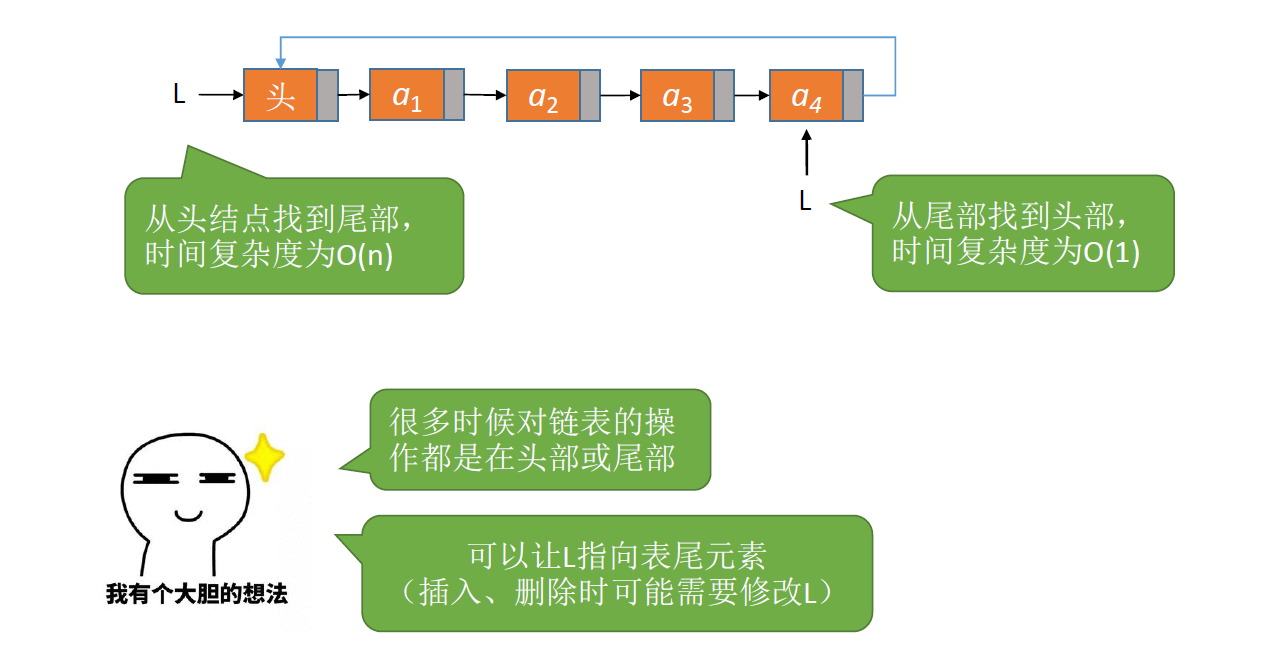 L
头
a1
a2
a3
a4
L
从头结点找到尾部，
时间复杂度为O(n)
从尾部找到头部，
时间复杂度为O(1)
很多时候对链表的操
作都是在头部或尾部
可以让L指向表尾元素
（插入、删除时可能需要修改L）
我有个大胆的想法